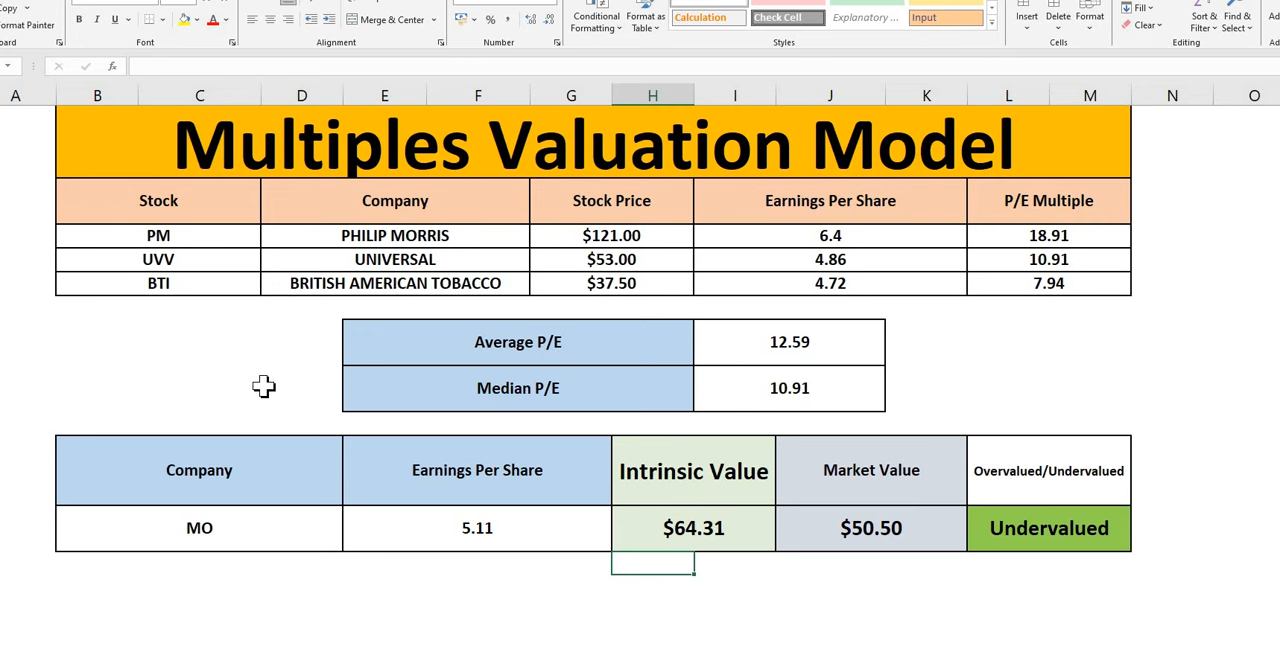 Copy
Format Painter
B I U A
Merge & Center
% ,
Conditional Formatting
Format as Table
Calculation
Check Cell
Explanatory ...
Input
Insert
Delete
Format
Fill
Clear
Sort & Filter
Find & Select
Font
Alignment
Number
Styles
Cells
Editing
fx
A B C D E F G H I J K L M N O
Multiples Valuation Model
Stock Company Stock Price Earnings Per Share P/E Multiple
PM PHILIP MORRIS $121.00 6.4 18.91
UVV UNIVERSAL $53.00 4.86 10.91
BTI BRITISH AMERICAN TOBACCO $37.50 4.72 7.94
Average P/E 12.59
Median P/E 10.91
Company Earnings Per Share Intrinsic Value Market Value Overvalued/Undervalued
MO 5.11 $64.31 $50.50 Undervalued